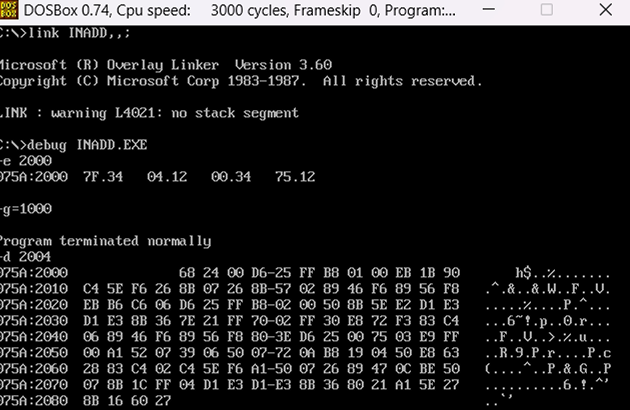 DOSBox 0.74, Cpu speed: 3000 cycles, Frameskip 0, Program:...
C:\>link INADD,,;
Microsoft (R) Overlay Linker Version 3.60
Copyright (C) Microsoft Corp 1983-1987. All rights reserved.
LINK : warning L4021: no stack segment
C:\>debug INADD.EXE
-e 2000
075A:2000 7F.34 04.12 00.34 75.12
-g=1000
Program terminated normally
-d 2004
075A:2000 68 24 00 D6-25 FF B8 01 00 EB 1B 90 h$..%.......
075A:2010 C4 5E F6 26 8B 07 26 8B-57 02 89 46 F6 89 56 F8 .^.&..&.W..F..V.
075A:2020 EB B6 C6 06 D6 25 FF B8-02 00 50 8B 5E E2 D1 E3 .....%....P.^...
075A:2030 D1 E3 8B 36 7E 21 FF 70-02 FF 30 E8 72 F3 83 C4 ...6~!.p..0.r...
075A:2040 06 89 46 F6 89 56 F8 80-3E D6 25 00 75 03 E9 FF ..F..V..>.%.u...
075A:2050 00 A1 52 07 39 06 50 07-72 0A B8 19 04 50 E8 63 ..R.9.P.r....P.c
075A:2060 28 83 C4 02 C4 5E F6 A1-50 07 26 89 47 0C BE 50 (....^..P.&.G..P
075A:2070 07 8B 1C FF 04 D1 E3 D1-E3 8B 36 80 21 A1 5E 27 ..........6.!.^'
075A:2080 8B 16 60 27 ..`'